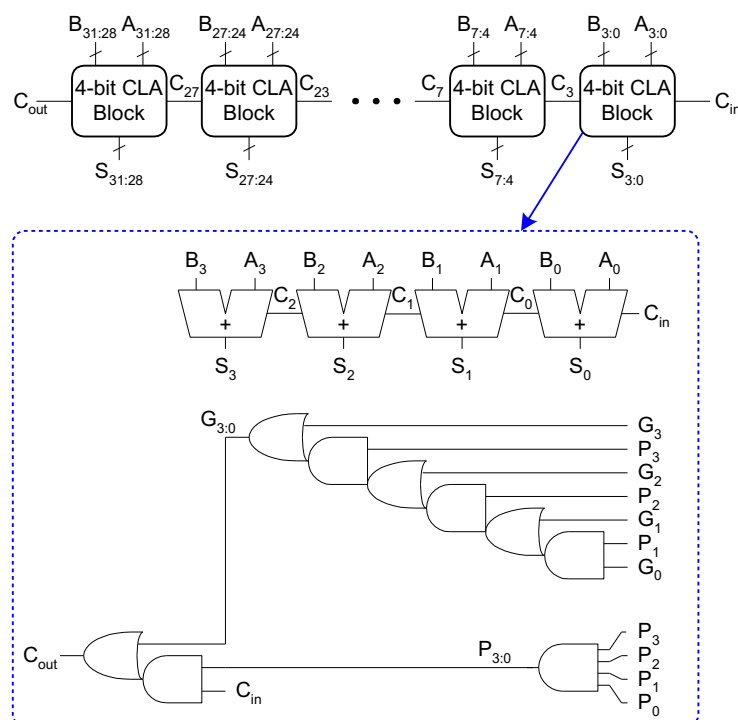 B31:28 A31:28 B27:24 A27:24 B7:4 A7:4 B3:0 A3:0
Cout 4-bit CLA Block C27 4-bit CLA Block C23 • • • C7 4-bit CLA Block C3 4-bit CLA Block Cin
S31:28 S27:24 S7:4 S3:0
B3 A3 B2 A2 B1 A1 B0 A0
C2 C1 C0
+ + + + Cin
S3 S2 S1 S0
G3:0 G3
P3
G2
P2
G1
P1
G0
P3
Cout P3:0 P2
P1
Cin P0